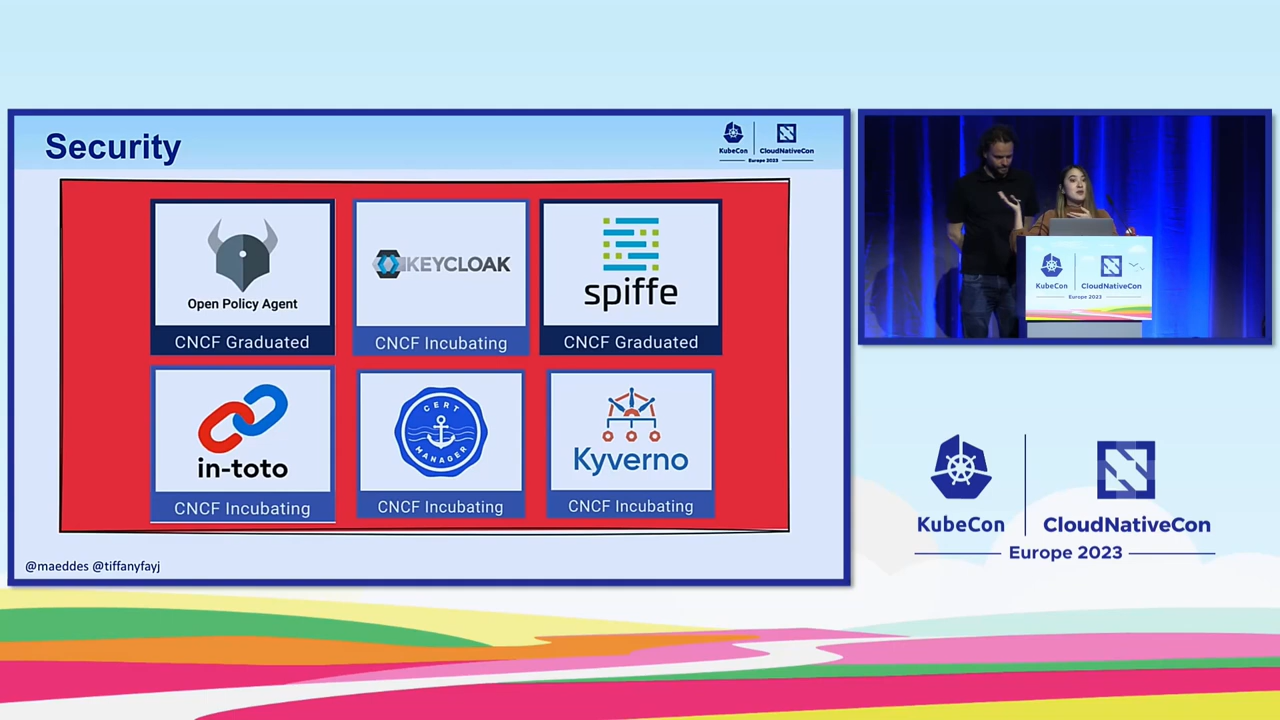 Security
KubeCon
CloudNativeCon
Europe 2023
Open Policy Agent
CNCF Graduated
KEYCLOAK
CNCF Incubating
spiffe
CNCF Graduated
in-toto
CNCF Incubating
CERT
MANAGER
CNCF Incubating
Kyverno
CNCF Incubating
@maeddes @tiffanyfayj
KubeCon
CloudNativeCon
Europe 2023
KubeCon
CloudNativeCon
Europe 2023